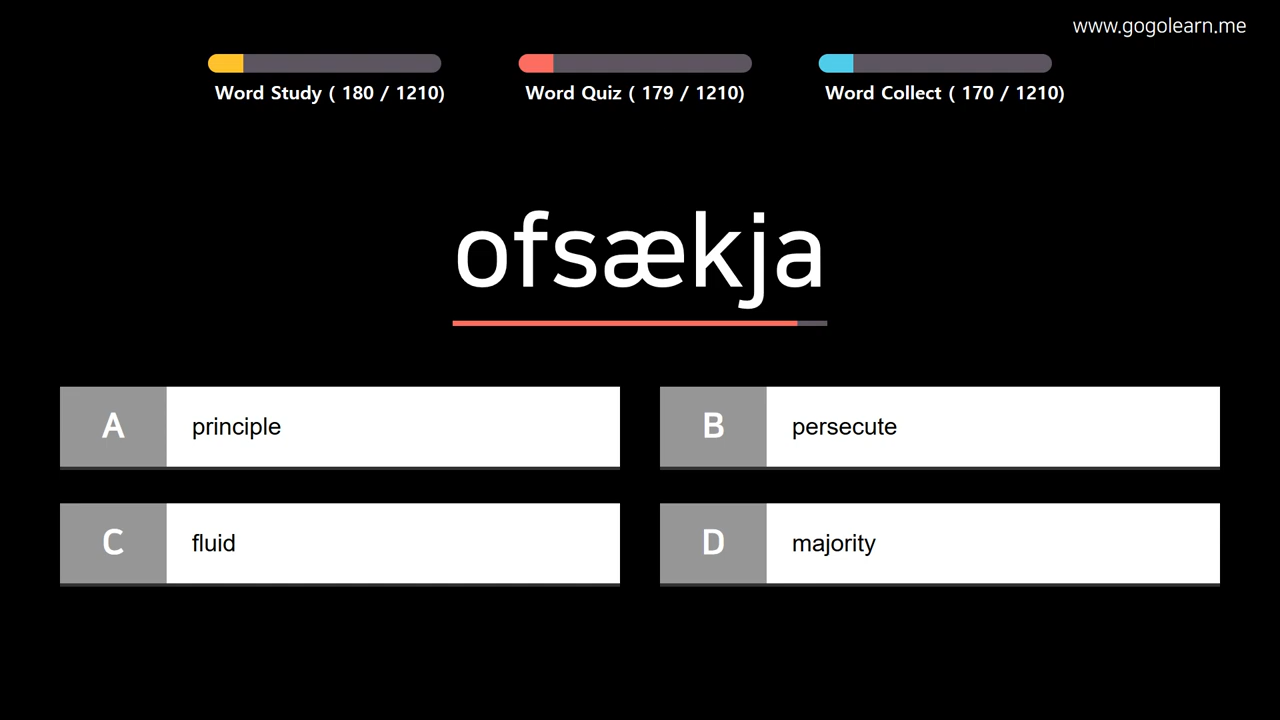 www.gogolearn.me
Word Study ( 180 / 1210)
Word Quiz ( 179 / 1210)
Word Collect ( 170 / 1210)
ofsækja
A principle
B persecute
C fluid
D majority